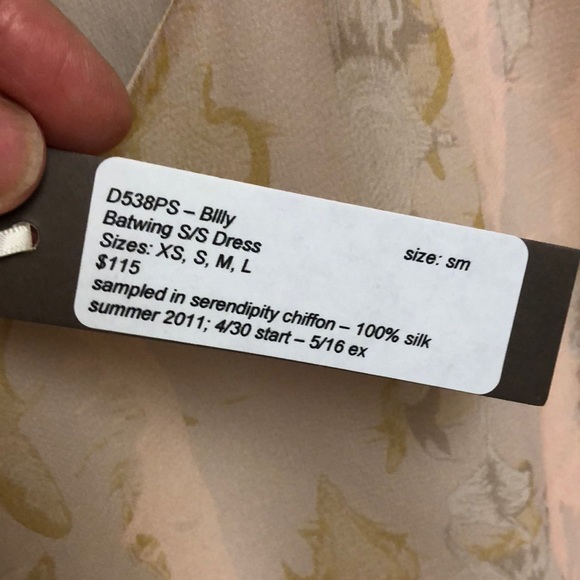 D538PS – Billy
Batwing S/S Dress
Sizes: XS, S, M, L
size: sm
$115
sampled in serendipity chiffon – 100% silk
summer 2011; 4/30 start – 5/16 ex